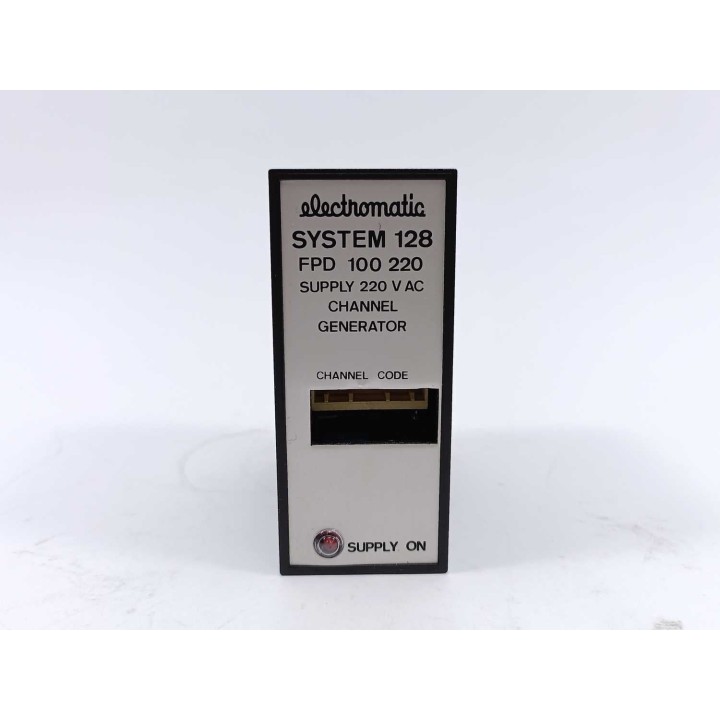 electromatic
SYSTEM 128
FPD 100 220
SUPPLY 220 V AC
CHANNEL
GENERATOR
CHANNEL CODE
SUPPLY ON